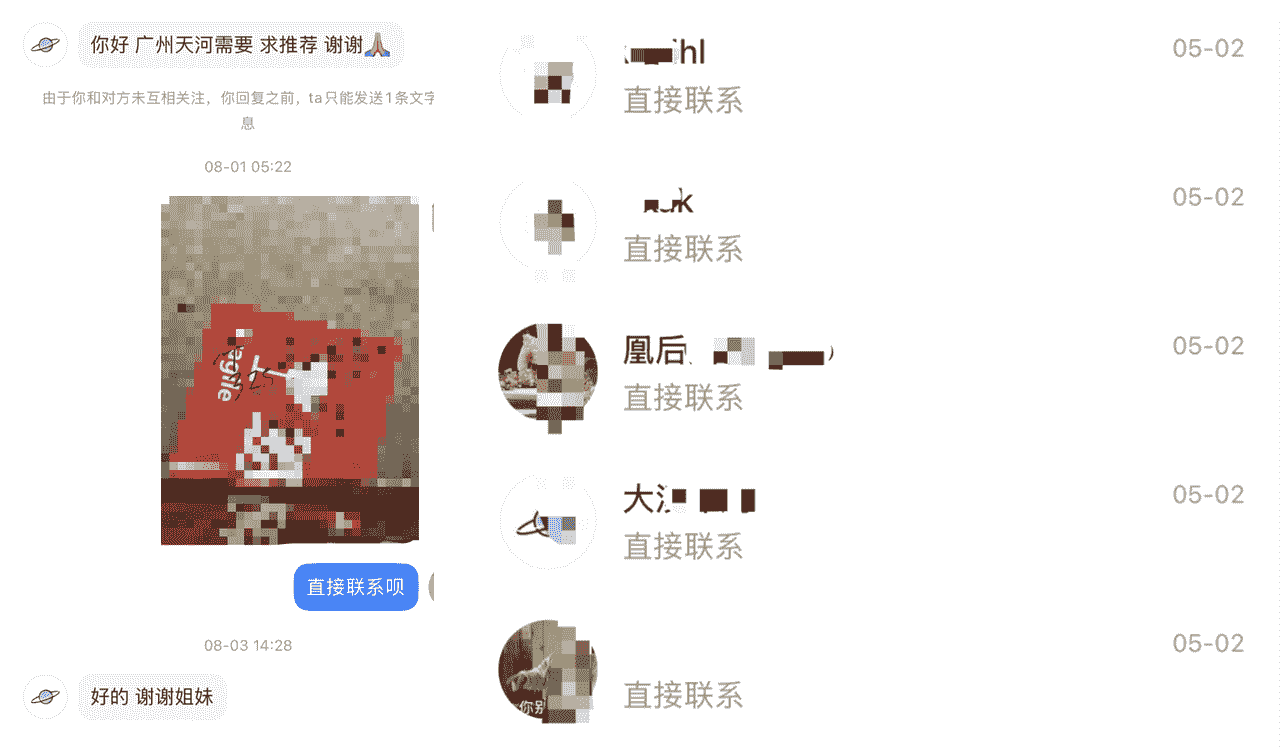 你好 广州天河需要 求推荐 谢谢🙏🏽
由于你和对方未互相关注，你回复之前，ta只能发送1条文字
息
08-01 05:22
agile
直接联系呗
08-03 14:28
好的 谢谢姐妹
hl
05-02
直接联系
05-02
直接联系
凰后
05-02
直接联系
05-02
直接联系
05-02
直接联系
你别